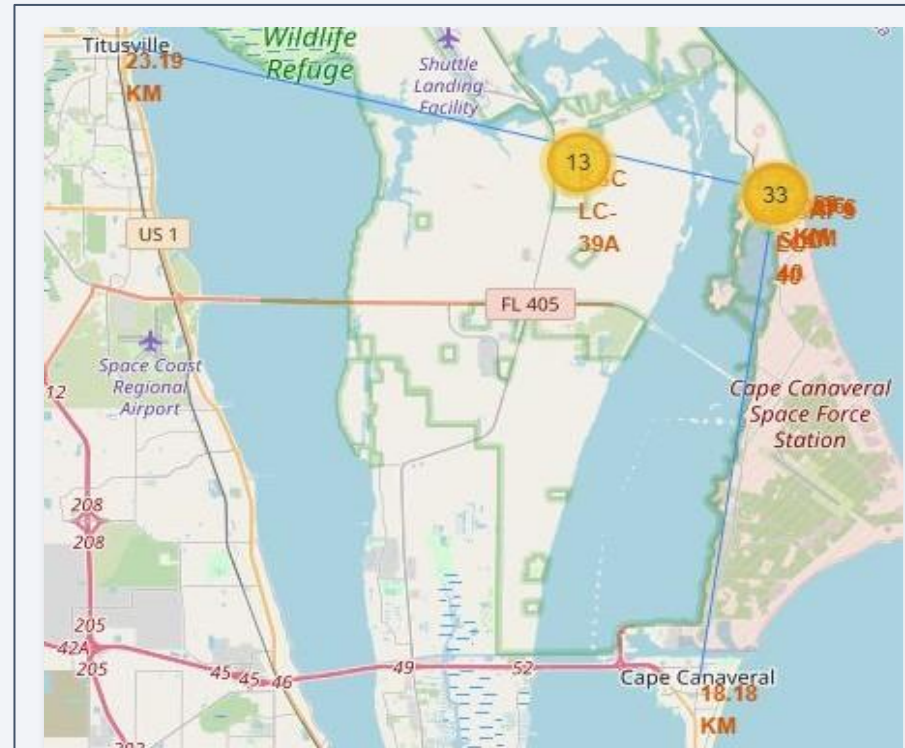 Titusville
23.19
KM
Wildlife
Refuge
Shuttle
Landing
Facility
13
LC-
39A
33
KM
40
US 1
FL 405
Space Coast
Regional
Airport
12
Cape Canaveral
Space Force
Station
208
208
205
42A
205
45
45
46
49
52
Cape Canaveral
18.18
KM